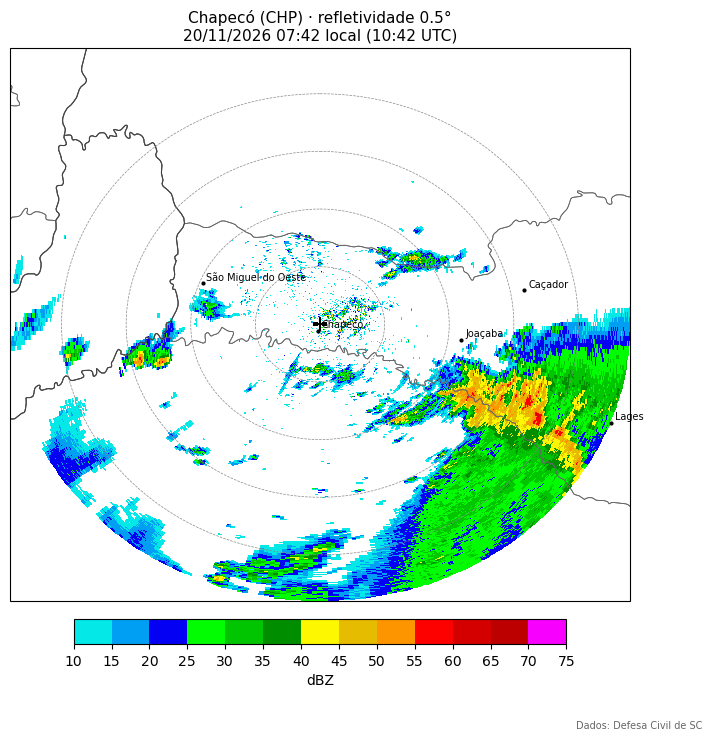 Chapecó (CHP) · refletividade 0.5°
20/11/2026 07:42 local (10:42 UTC)
São Miguel do Oeste
Caçador
Chapecó
Joaçaba
Lages
10 15 20 25 30 35 40 45 50 55 60 65 70 75
dBZ
Dados: Defesa Civil de SC